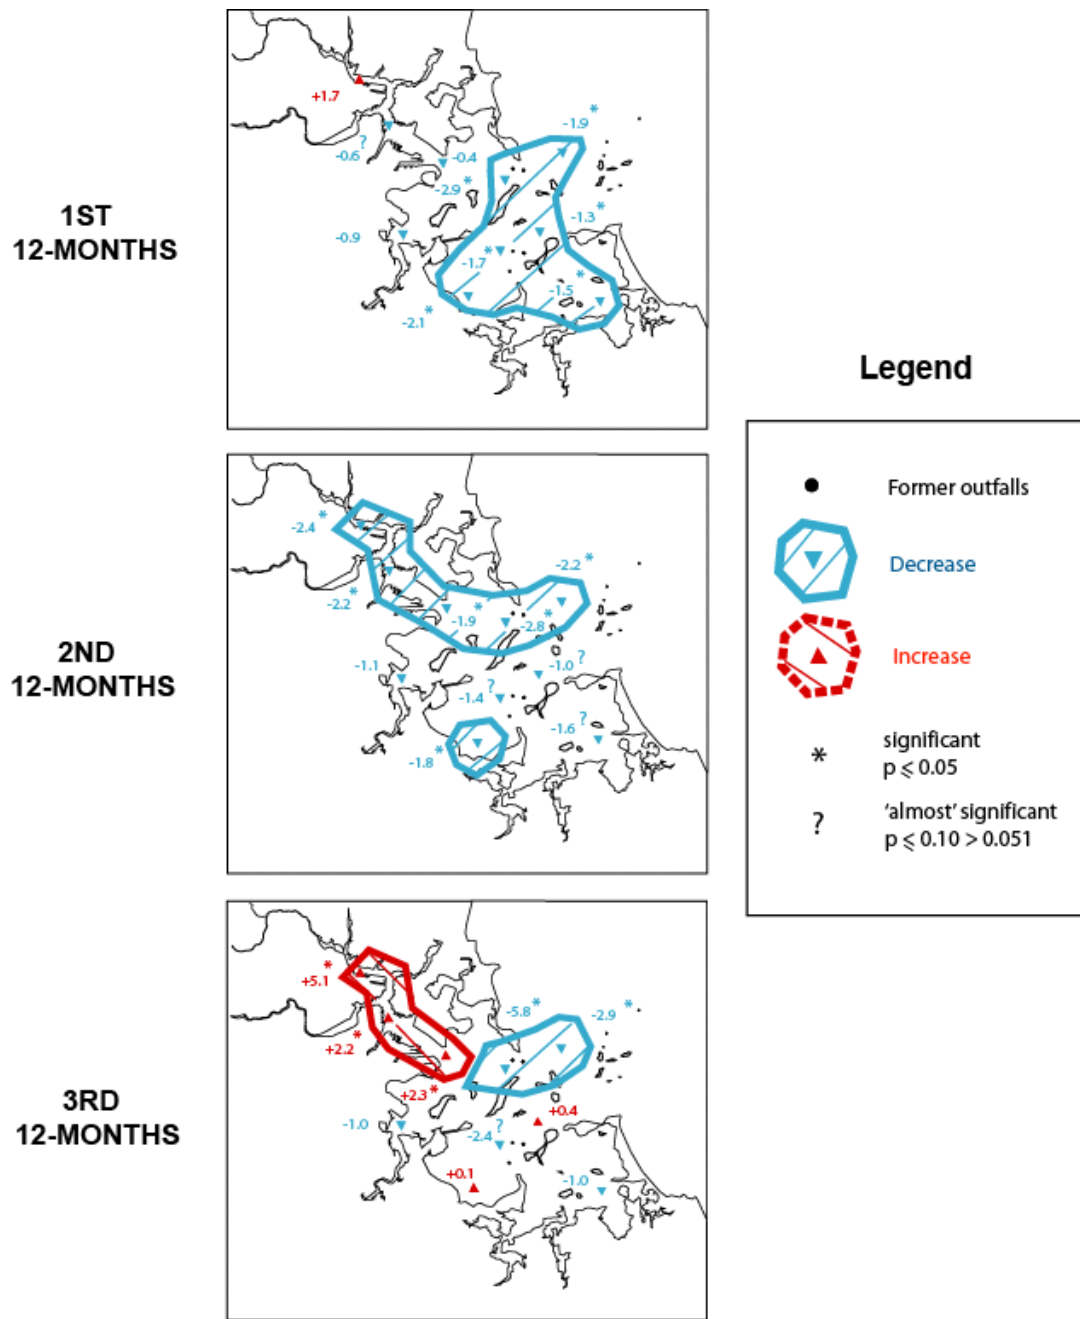 1ST
12-MONTHS
+1.7
-0.6 ?
-0.4
-2.9 *
-1.9 *
-1.3 *
-0.9
-1.7 *
-1.5 *
-2.1 *
2ND
12-MONTHS
-2.4 *
-2.2 *
-1.9 *
-2.8 *
-2.2 *
-1.1
-1.0 ?
-1.4 ?
-1.6 ?
-1.8 *
3RD
12-MONTHS
+5.1 *
+2.2 *
+2.3 *
-5.8 *
-2.9 *
-1.0
-2.4 ?
+0.4
+0.1
-1.0
Legend
Former outfalls
Decrease
Increase
* significant
p ⩽ 0.05
? 'almost' significant
p ⩽ 0.10 > 0.051